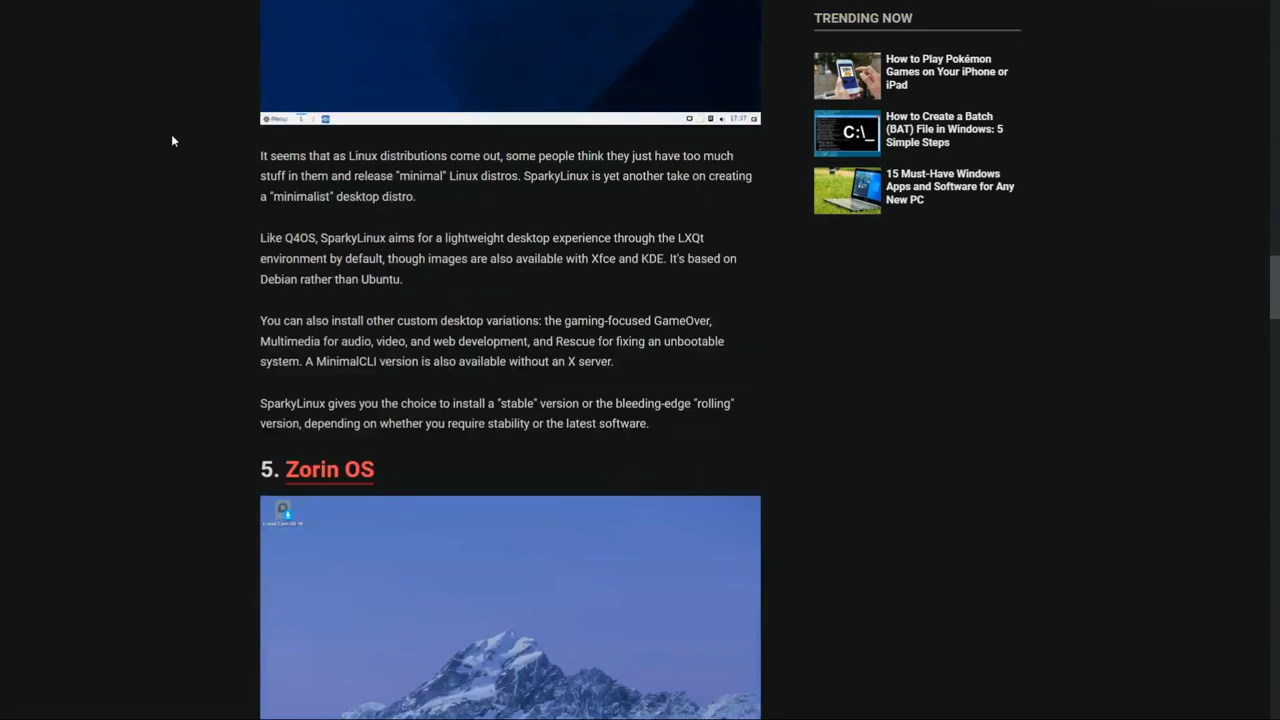 TRENDING NOW
How to Play Pokémon
Games on Your iPhone or
iPad
How to Create a Batch
(BAT) File in Windows: 5
Simple Steps
C:\_
15 Must-Have Windows
Apps and Software for Any
New PC
Menu
1
2
17:37
It seems that as Linux distributions come out, some people think they just have too much
stuff in them and release "minimal" Linux distros. SparkyLinux is yet another take on creating
a "minimalist" desktop distro.
Like Q4OS, SparkyLinux aims for a lightweight desktop experience through the LXQt
environment by default, though images are also available with Xfce and KDE. It's based on
Debian rather than Ubuntu.
You can also install other custom desktop variations: the gaming-focused GameOver,
Multimedia for audio, video, and web development, and Rescue for fixing an unbootable
system. A MinimalCLI version is also available without an X server.
SparkyLinux gives you the choice to install a "stable" version or the bleeding-edge "rolling"
version, depending on whether you require stability or the latest software.
5. Zorin OS